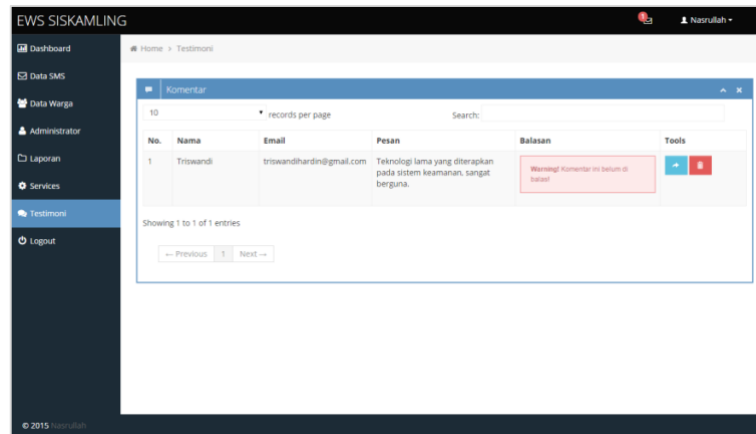 EWS SISKAMLING
1
Nasrullah
Dashboard
Data SMS
Data Warga
Administrator
Laporan
Services
Testimoni
Logout
Home > Testimoni
Komentar
10 records per page Search:
No. Nama Email Pesan Balasan Tools
1 Triswandi triswandihardin@gmail.com Teknologi lama yang diterapkan
pada sistem keamanan, sangat
berguna.
Warning! Komentar ini belum di
balas!
Showing 1 to 1 of 1 entries
← Previous 1 Next →
© 2015 Nasrullah